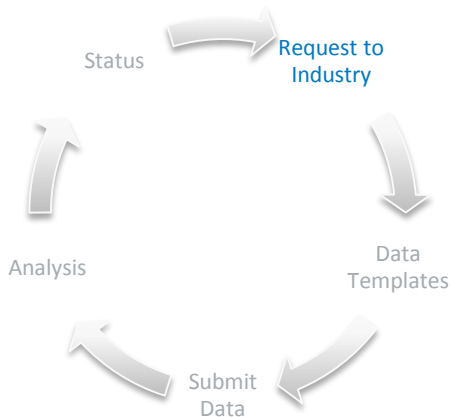 Status
Request to
Industry
Data
Templates
Submit
Data
Analysis